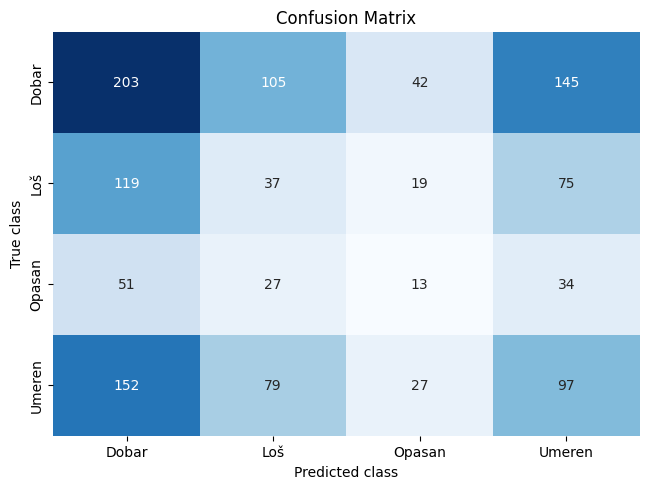 Confusion Matrix
True class
Dobar
203 105 42 145
Loš
119 37 19 75
Opasan
51 27 13 34
Umeren
152 79 27 97
Dobar Loš Opasan Umeren
Predicted class